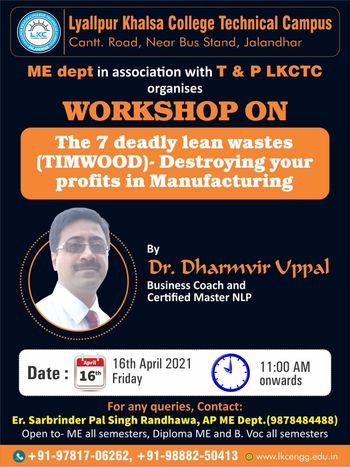 LKC
Lyallpur Khalsa College Technical Campus
Cantt. Road, Near Bus Stand, Jalandhar
ME dept in association with T & P LKCTC
organises
WORKSHOP ON
The 7 deadly lean wastes
(TIMWOOD)- Destroying your
profits in Manufacturing
By
Dr. Dharmvir Uppal
Business Coach and
Certified Master NLP
Date :
April
16th
16th April 2021
Friday
11:00 AM
onwards
For any queries, Contact:
Er. Sarbrinder Pal Singh Randhawa, AP ME Dept.(9878484488)
Open to- ME all semesters, Diploma ME and B. Voc all semesters
+91-97817-06262, +91-98882-50413
www.lkcengg.edu.in